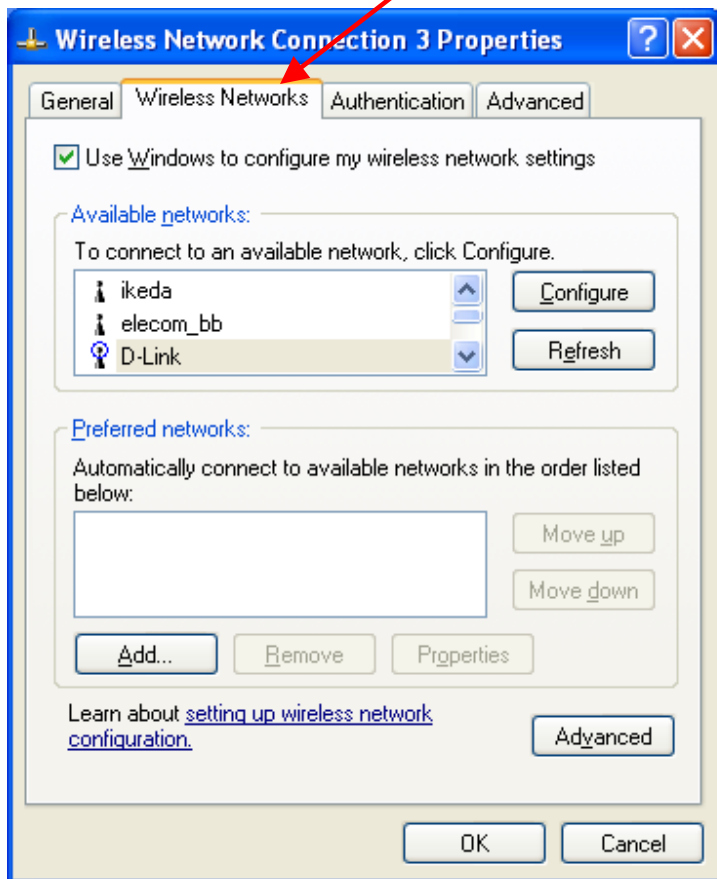 Wireless Network Connection 3 Properties
General Wireless Networks Authentication Advanced
Use Windows to configure my wireless network settings
Available networks:
To connect to an available network, click Configure.
ikeda
Configure
elecom_bb
D-Link
Refresh
Preferred networks:
Automatically connect to available networks in the order listed
below:
Move up
Move down
Add... Remove Properties
Learn about setting up wireless network
configuration.
Advanced
OK Cancel